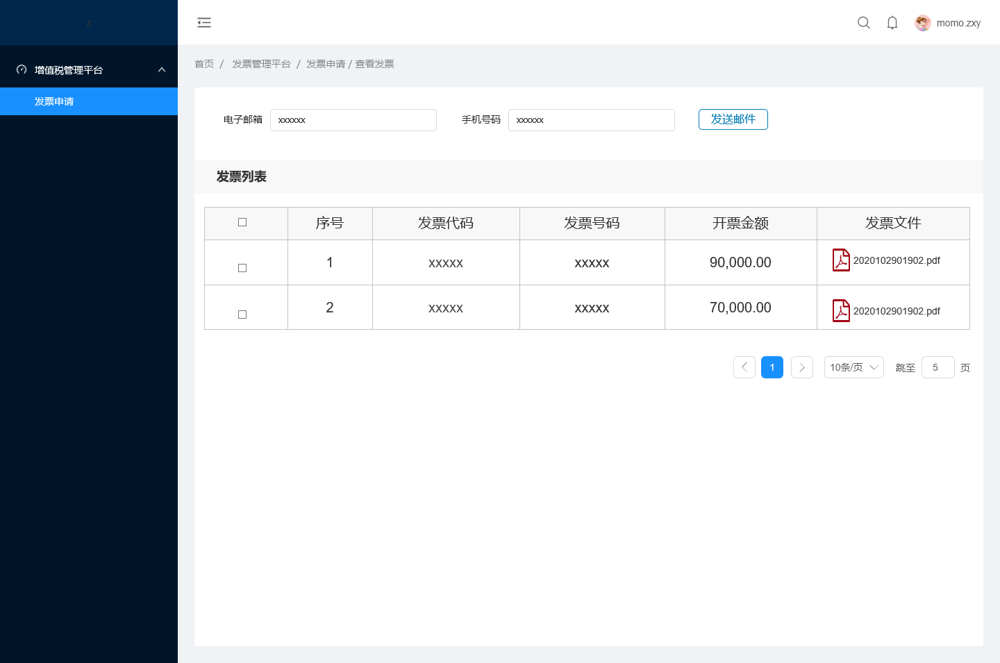 z
momo.zxy
增值税管理平台
发票申请
首页 / 发票管理平台 / 发票申请 / 查看发票
电子邮箱 xxxxxx 手机号码 xxxxxx 发送邮件
发票列表
序号 发票代码 发票号码 开票金额 发票文件
1 xxxxx xxxxx 90,000.00 2020102901902.pdf
2 xxxxx xxxxx 70,000.00 2020102901902.pdf
1 10条/页 跳至 5 页